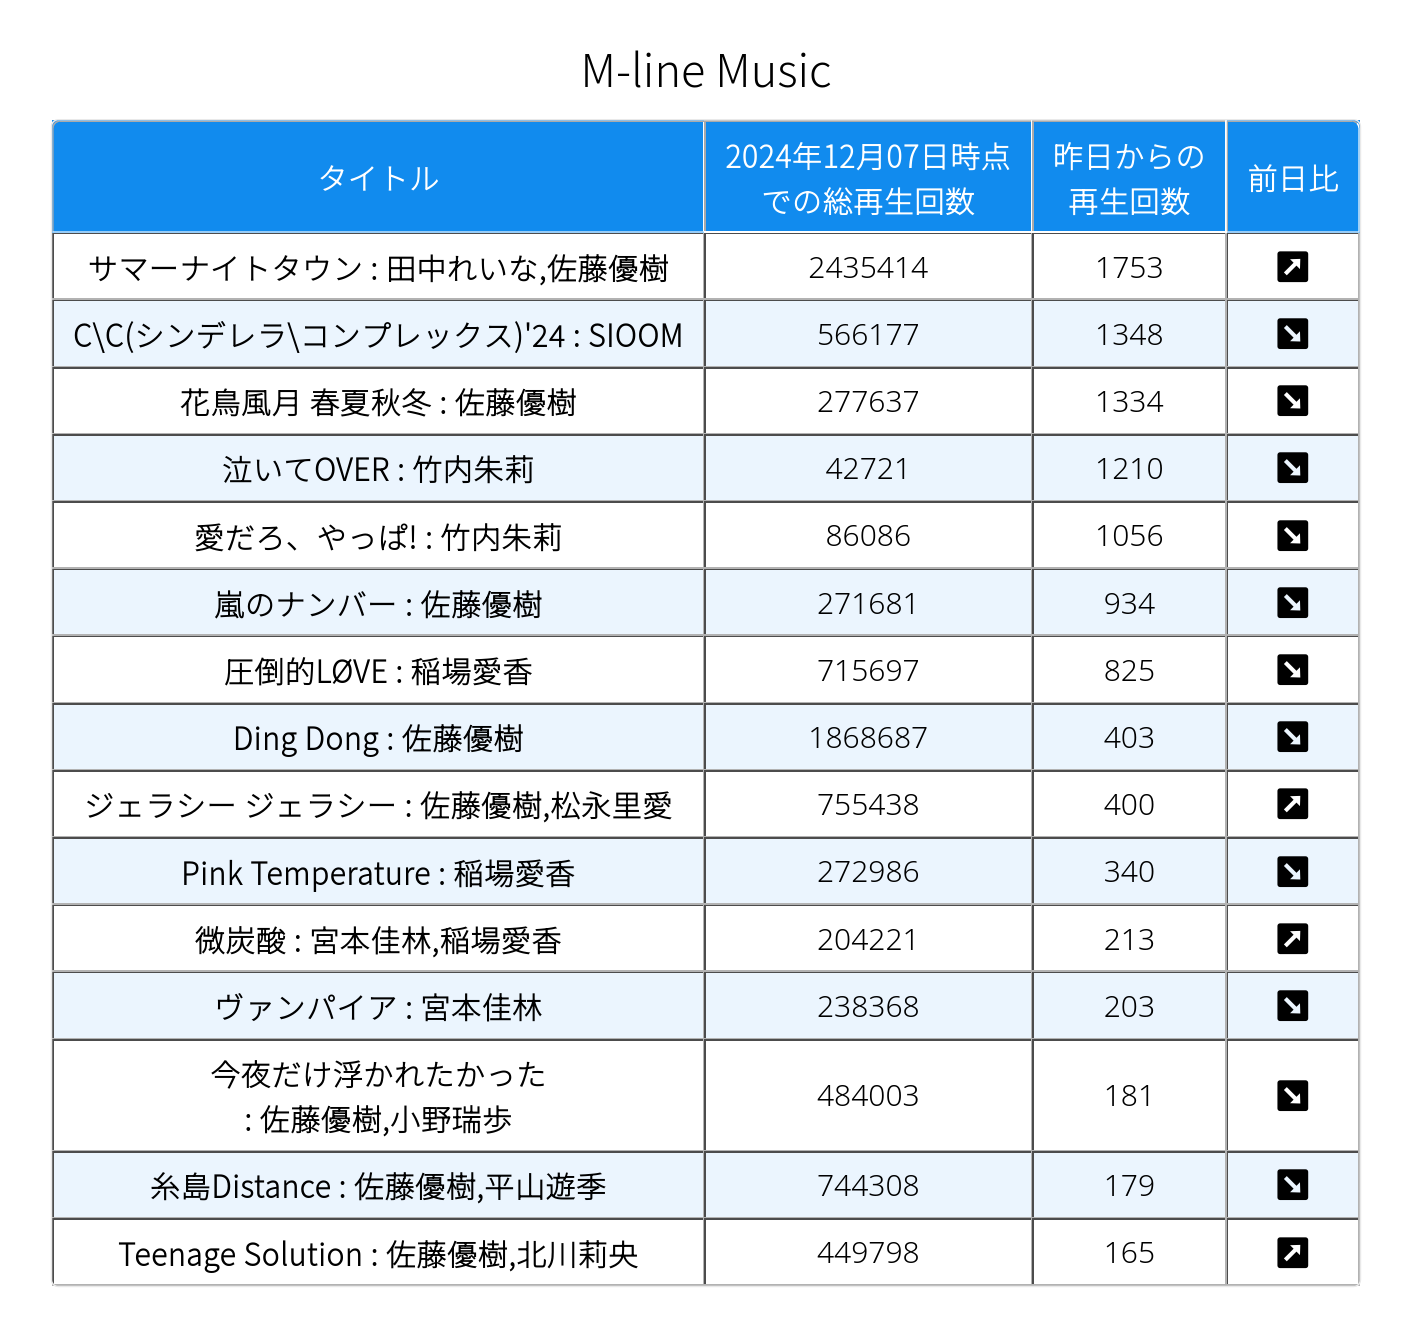 M-line Music
タイトル 2024年12月07日時点 昨日からの 前日比
での総再生回数 再生回数
サマーナイトタウン : 田中れいな,佐藤優樹 2435414 1753
C\C(シンデレラ\コンプレックス)'24 : SIOOM 566177 1348
花鳥風月 春夏秋冬 : 佐藤優樹 277637 1334
泣いてOVER : 竹内朱莉 42721 1210
愛だろ、やっぱ! : 竹内朱莉 86086 1056
嵐のナンバー : 佐藤優樹 271681 934
圧倒的LØVE : 稲場愛香 715697 825
Ding Dong : 佐藤優樹 1868687 403
ジェラシー ジェラシー : 佐藤優樹,松永里愛 755438 400
Pink Temperature : 稲場愛香 272986 340
微炭酸 : 宮本佳林,稲場愛香 204221 213
ヴァンパイア : 宮本佳林 238368 203
今夜だけ浮かれたかった
: 佐藤優樹,小野瑞歩 484003 181
糸島Distance : 佐藤優樹,平山遊季 744308 179
Teenage Solution : 佐藤優樹,北川莉央 449798 165